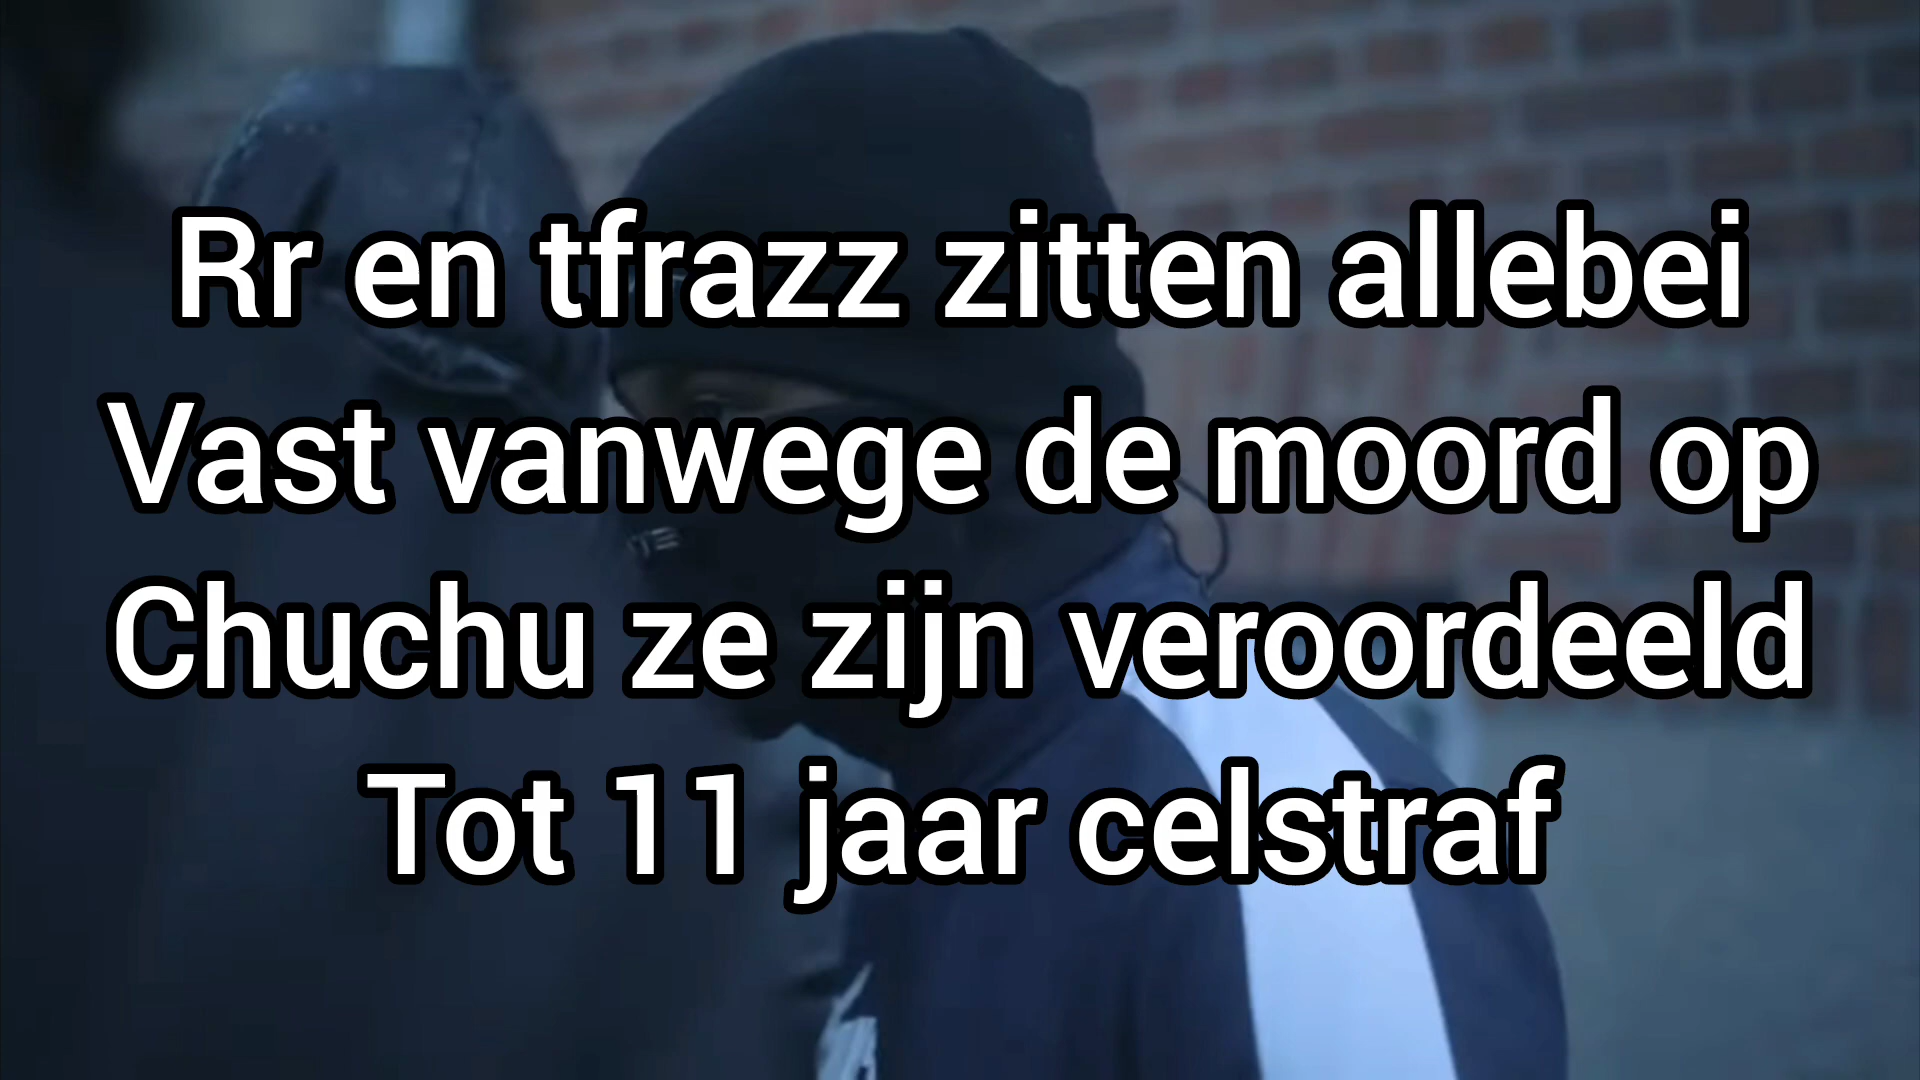 Rr en tfrazz zitten allebei
Vast vanwege de moord op
Chuchu ze zijn veroordeeld
Tot 11 jaar celstraf